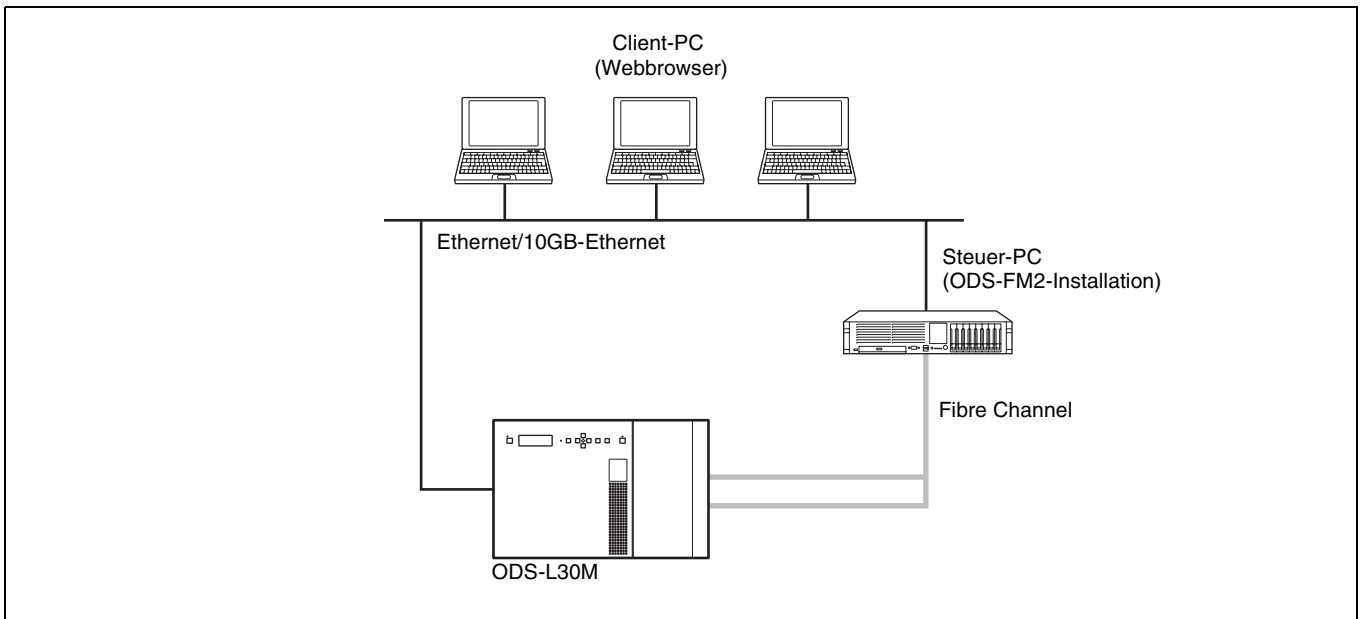 Client-PC
(Webbrowser)
Ethernet/10GB-Ethernet
Steuer-PC
(ODS-FM2-Installation)
Fibre Channel
ODS-L30M